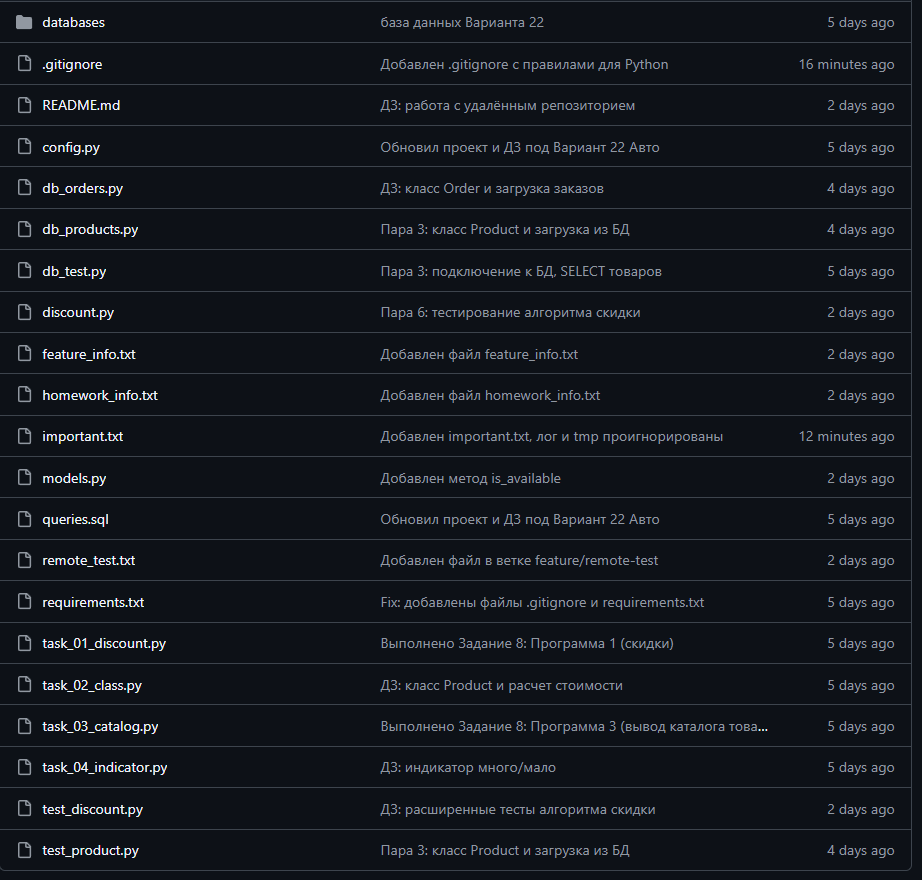 databases база данных Варианта 22 5 days ago
.gitignore Добавлен .gitignore с правилами для Python 16 minutes ago
README.md ДЗ: работа с удалённым репозиторием 2 days ago
config.py Обновил проект и ДЗ под Вариант 22 Авто 5 days ago
db_orders.py ДЗ: класс Order и загрузка заказов 4 days ago
db_products.py Пара 3: класс Product и загрузка из БД 4 days ago
db_test.py Пара 3: подключение к БД, SELECT товаров 5 days ago
discount.py Пара 6: тестирование алгоритма скидки 2 days ago
feature_info.txt Добавлен файл feature_info.txt 2 days ago
homework_info.txt Добавлен файл homework_info.txt 2 days ago
important.txt Добавлен important.txt, лог и tmp проигнорированы 12 minutes ago
models.py Добавлен метод is_available 2 days ago
queries.sql Обновил проект и ДЗ под Вариант 22 Авто 5 days ago
remote_test.txt Добавлен файл в ветке feature/remote-test 2 days ago
requirements.txt Fix: добавлены файлы .gitignore и requirements.txt 5 days ago
task_01_discount.py Выполнено Задание 8: Программа 1 (скидки) 5 days ago
task_02_class.py ДЗ: класс Product и расчет стоимости 5 days ago
task_03_catalog.py Выполнено Задание 8: Программа 3 (вывод каталога това... 5 days ago
task_04_indicator.py ДЗ: индикатор много/мало 5 days ago
test_discount.py ДЗ: расширенные тесты алгоритма скидки 2 days ago
test_product.py Пара 3: класс Product и загрузка из БД 4 days ago